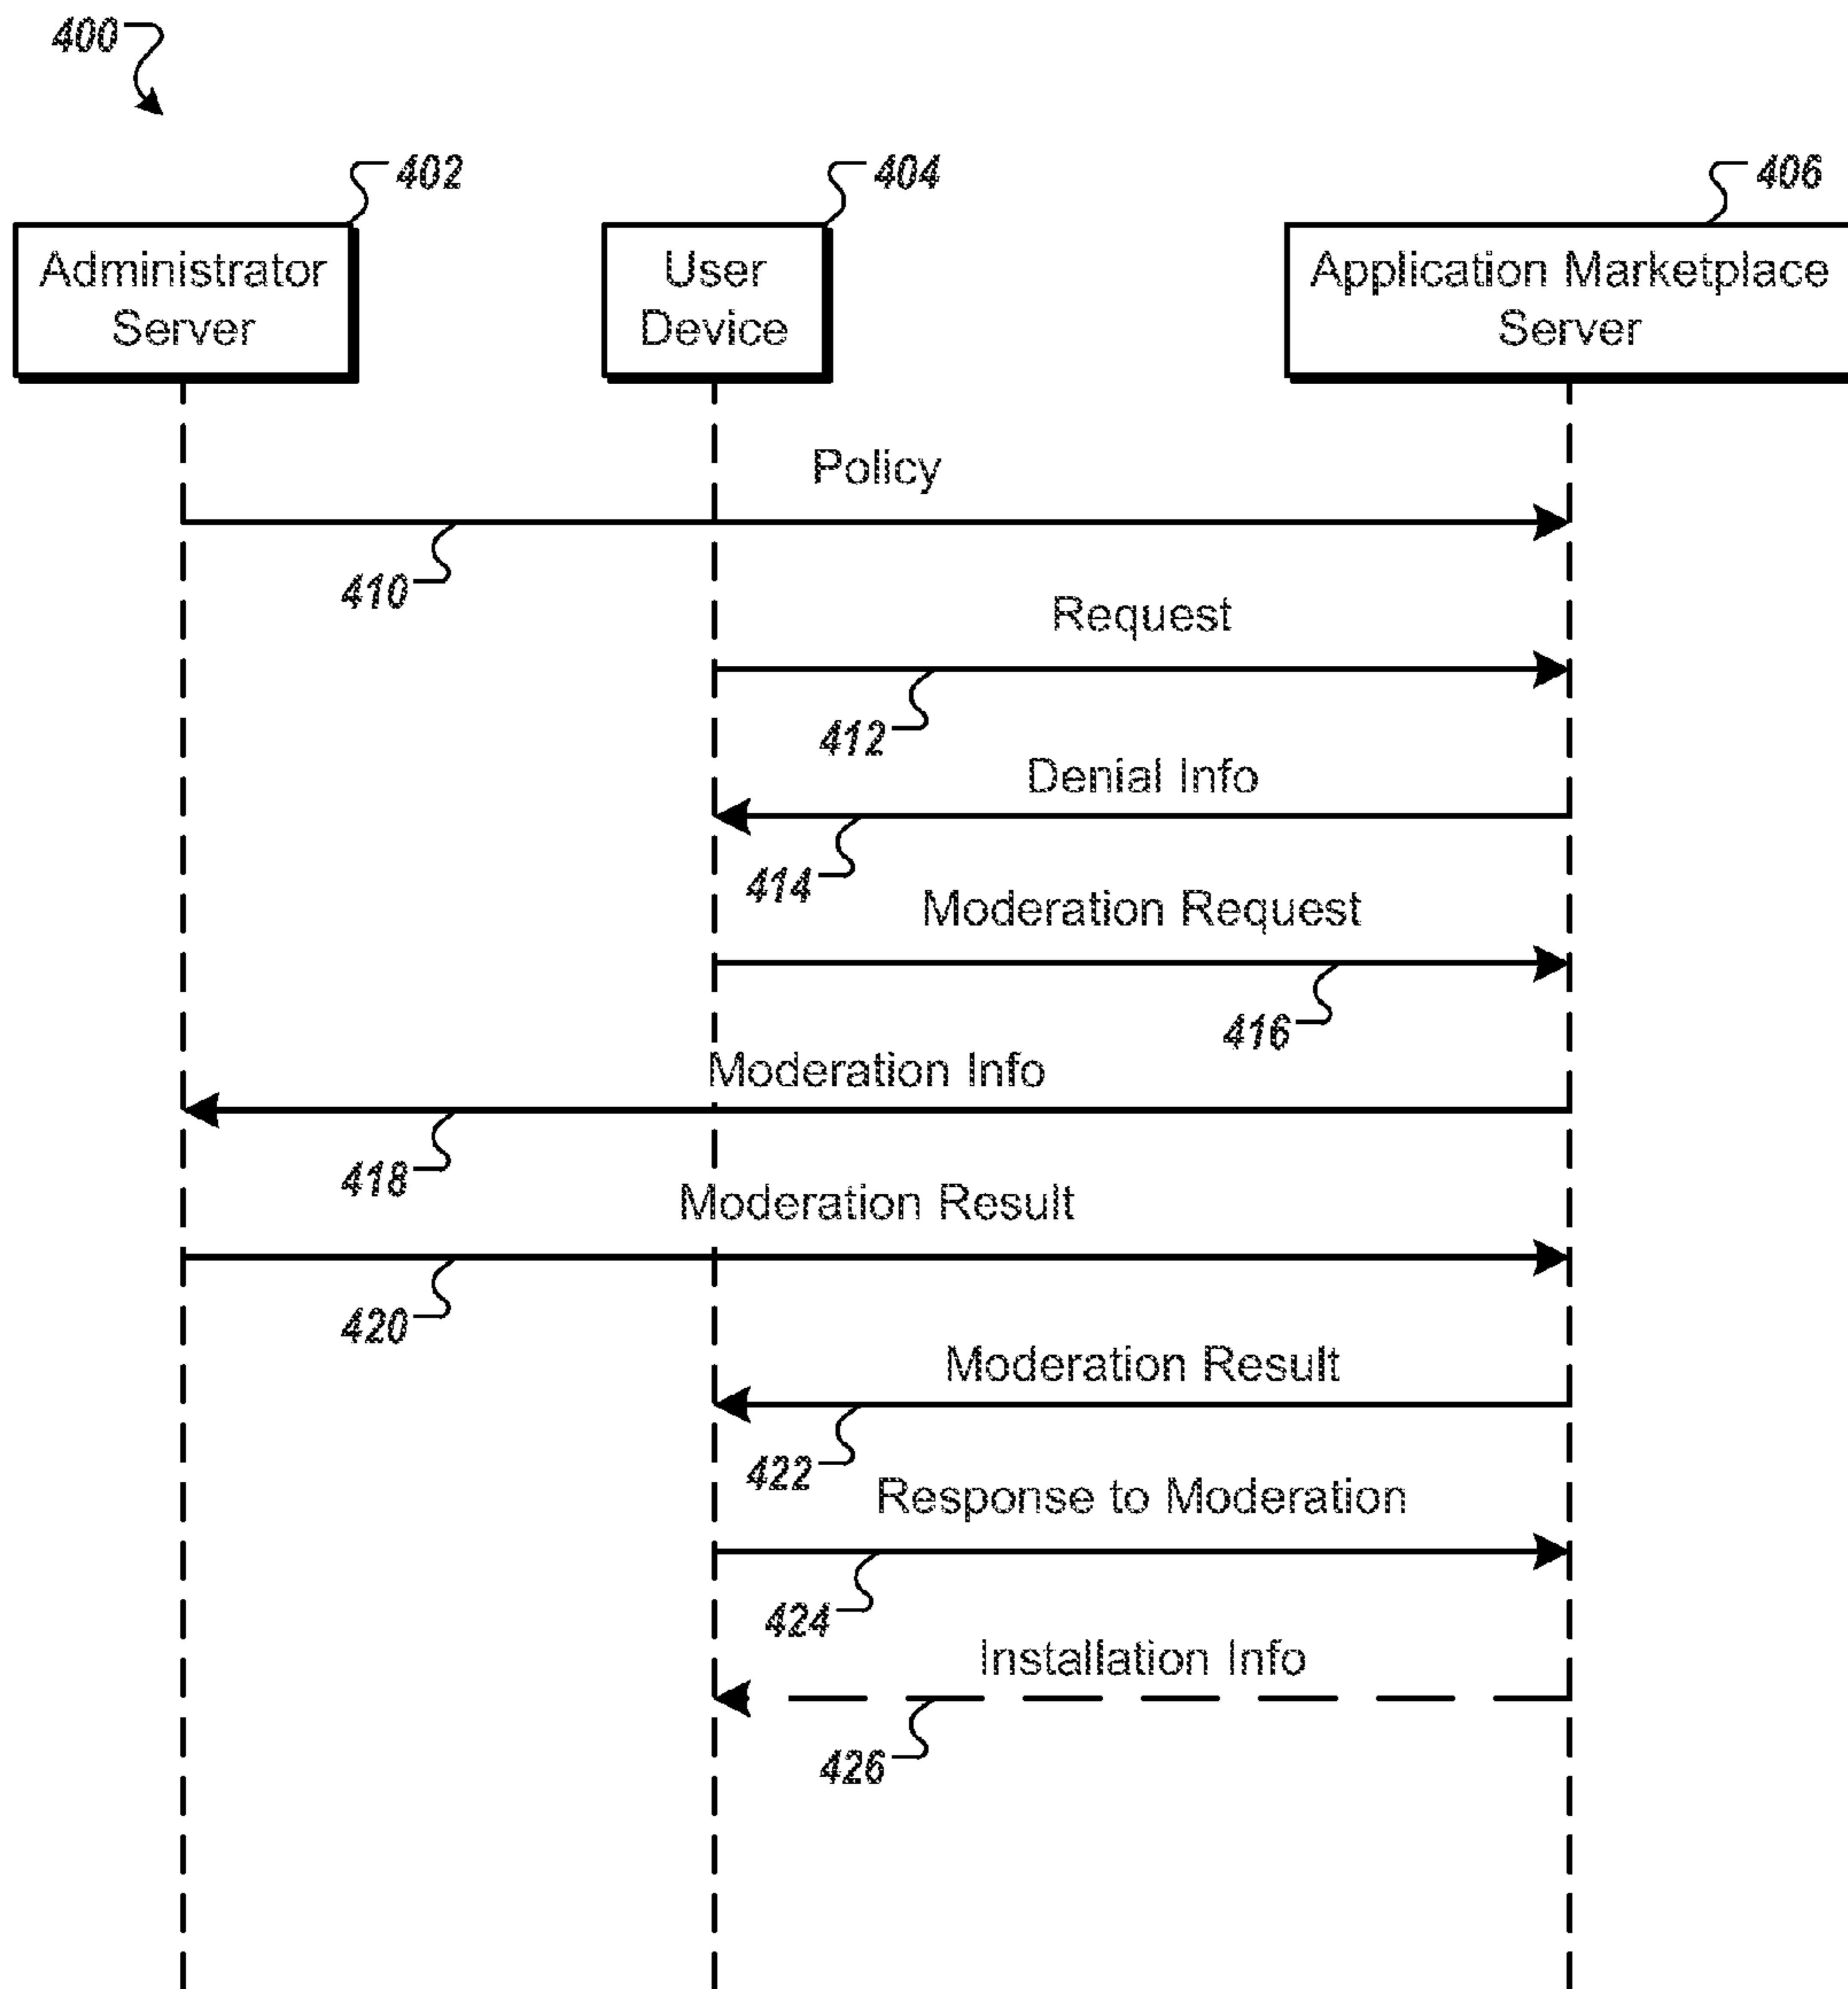 400
402
404
406
Administrator
Server
User
Device
Application Marketplace
Server
Policy
410
Request
412
Denial Info
414
Moderation Request
416
Moderation Info
418
Moderation Result
420
Moderation Result
422
Response to Moderation
424
Installation Info
426